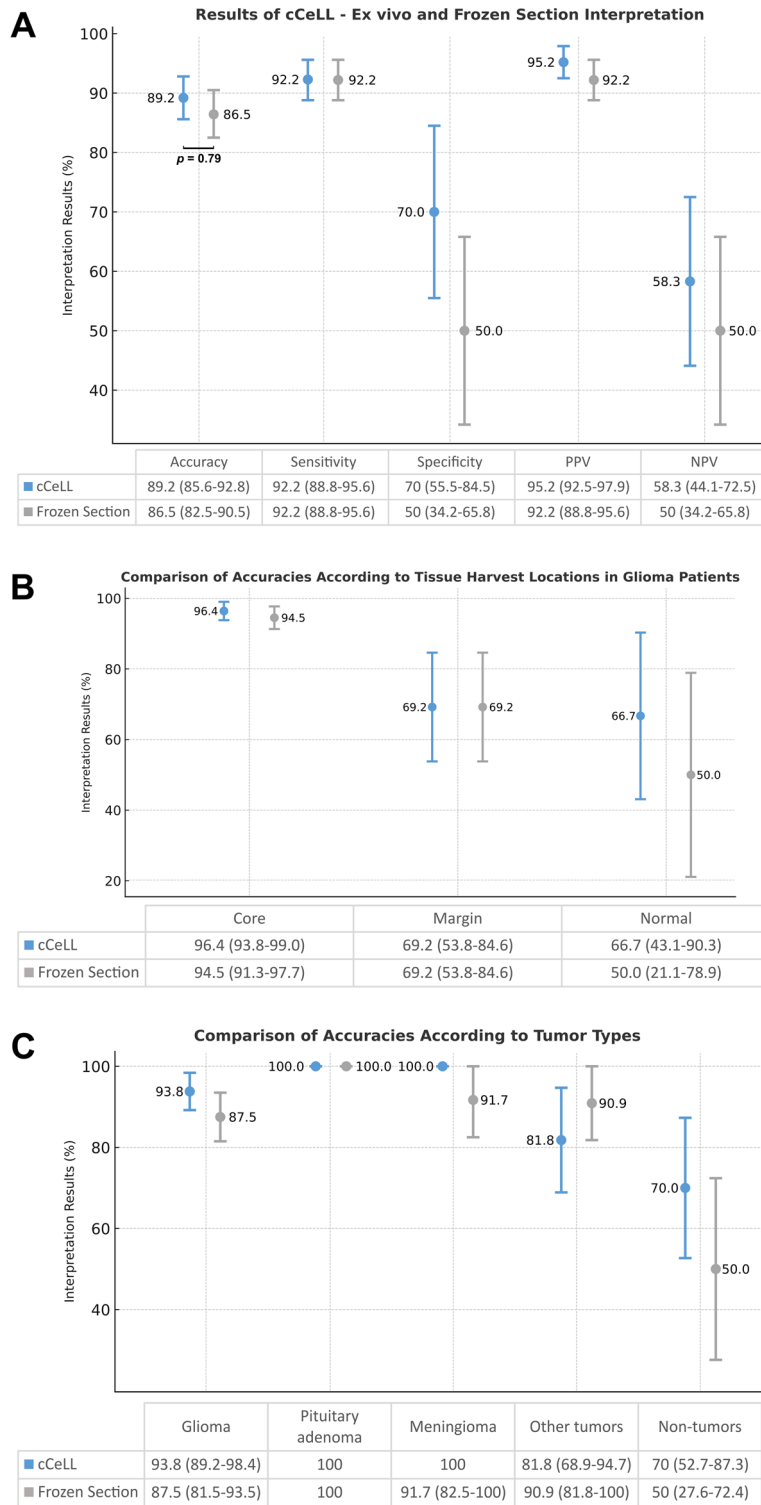 A
Results of cCeLL - Ex vivo and Frozen Section Interpretation
Interpretation Results (%)
100
90
80
70
60
50
40
89.2
86.5
p = 0.79
92.2
92.2
70.0
50.0
95.2
92.2
58.3
50.0
Accuracy Sensitivity Specificity PPV NPV
cCeLL 89.2 (85.6-92.8) 92.2 (88.8-95.6) 70 (55.5-84.5) 95.2 (92.5-97.9) 58.3 (44.1-72.5)
Frozen Section 86.5 (82.5-90.5) 92.2 (88.8-95.6) 50 (34.2-65.8) 92.2 (88.8-95.6) 50 (34.2-65.8)
B
Comparison of Accuracies According to Tissue Harvest Locations in Glioma Patients
Interpretation Results (%)
100
80
60
40
20
96.4
94.5
69.2
69.2
66.7
50.0
Core Margin Normal
cCeLL 96.4 (93.8-99.0) 69.2 (53.8-84.6) 66.7 (43.1-90.3)
Frozen Section 94.5 (91.3-97.7) 69.2 (53.8-84.6) 50.0 (21.1-78.9)
C
Comparison of Accuracies According to Tumor Types
Interpretation Results (%)
100
80
60
40
93.8
87.5
100.0
100.0
100.0
91.7
81.8
90.9
70.0
50.0
Glioma Pituitary adenoma Meningioma Other tumors Non-tumors
cCeLL 93.8 (89.2-98.4) 100 100 81.8 (68.9-94.7) 70 (52.7-87.3)
Frozen Section 87.5 (81.5-93.5) 100 91.7 (82.5-100) 90.9 (81.8-100) 50 (27.6-72.4)